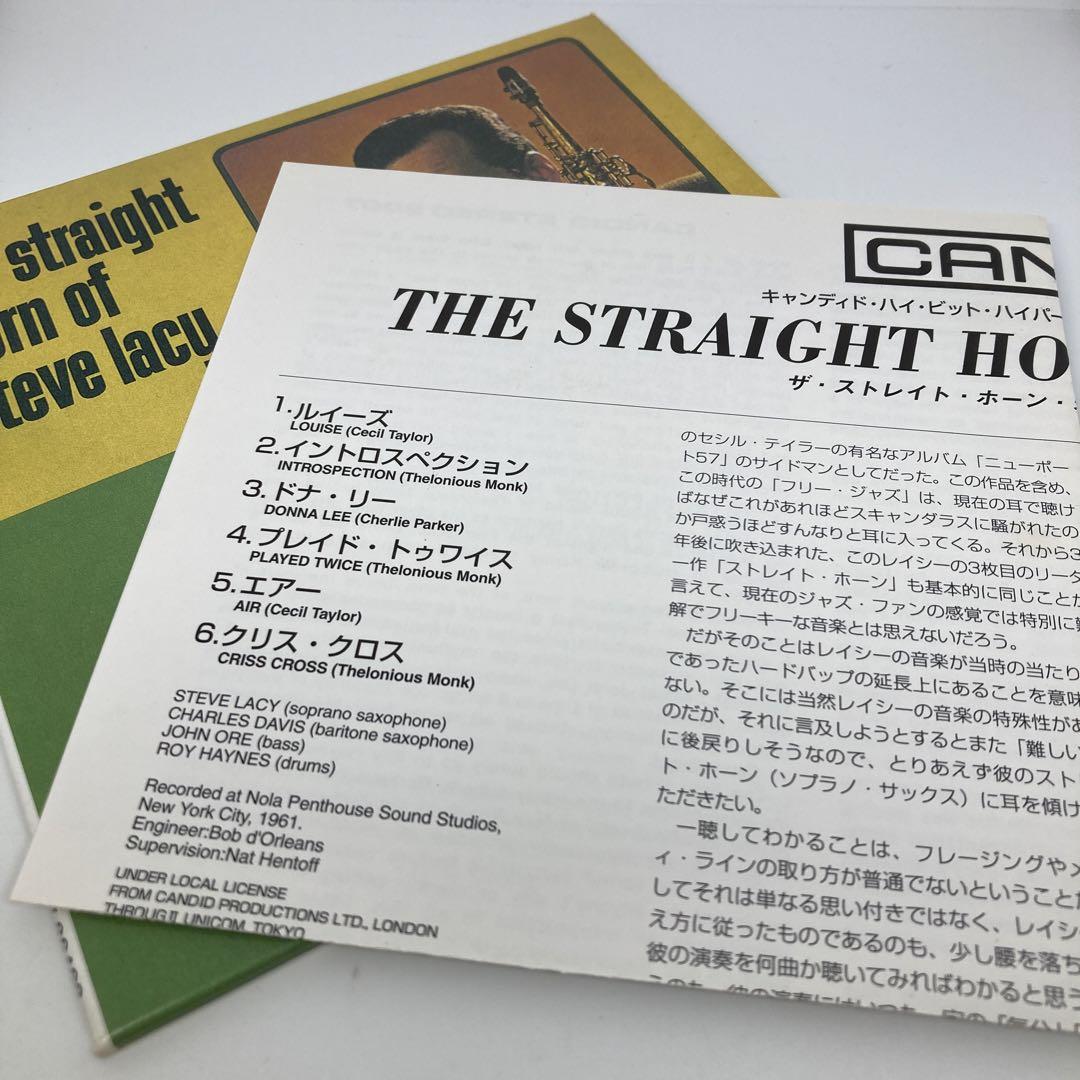 straight
orn of
steve lacy
CAN
キャンディド・ハイ・ビット・ハイパー
THE STRAIGHT HO
ザ・ストレイト・ホーン・
1.ルイーズ
LOUISE (Cecil Taylor)
2.イントロスペクション
INTROSPECTION (Thelonious Monk)
3.ドナ・リー
DONNA LEE (Cherlie Parker)
4.プレイド・トゥワイス
PLAYED TWICE (Thelonious Monk)
5.エアー
AIR (Cecil Taylor)
6.クリス・クロス
CRISS CROSS (Thelonious Monk)
STEVE LACY (soprano saxophone)
CHARLES DAVIS (baritone saxophone)
JOHN ORE (bass)
ROY HAYNES (drums)
Recorded at Nola Penthouse Sound Studios,
New York City, 1961.
Engineer:Bob d'Orleans
Supervision:Nat Hentoff
UNDER LOCAL LICENSE
FROM CANDID PRODUCTIONS LTD., LONDON
THROUGH UNICOM, TOKYO
のセシル・テイラーの有名なアルバム「ニューポー
ト57」のサイドマンとしてだった。この作品を含め、
この時代の「フリー・ジャズ」は、現在の耳で聴け
ばなぜこれがあれほどスキャンダラスに騒がれたの
か戸惑うほどすんなりと耳に入ってくる。それから3
年後に吹き込まれた、このレイシーの3枚目のリーダ
ー作「ストレイト・ホーン」も基本的に同じことが
言えて、現在のジャズ・ファンの感覚では特別に難
解でフリーキーな音楽とは思えないだろう。
だがそのことはレイシーの音楽が当時の当たり
であったハードバップの延長上にあることを意味
ない。そこには当然レイシーの音楽の特殊性があ
のだが、それに言及しようとするとまた「難しい
に後戻りしそうなので、とりあえず彼のスト
ト・ホーン（ソプラノ・サックス）に耳を傾け
ただきたい。
一聴してわかることは、フレージングやメ
ィ・ラインの取り方が普通でないということだ
してそれは単なる思い付きではなく、レイシ
え方に従ったものであるのも、少し腰を落ち
彼の演奏を何曲か聴いてみればわかると思う